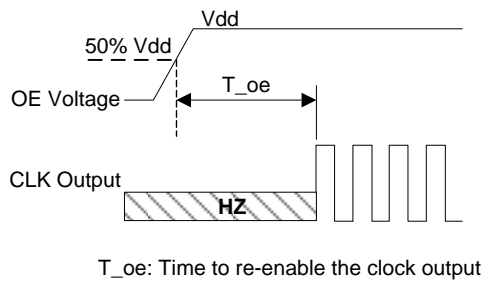 Vdd
50% Vdd
T_oe
OE Voltage
CLK Output
HZ
T_oe: Time to re-enable the clock output